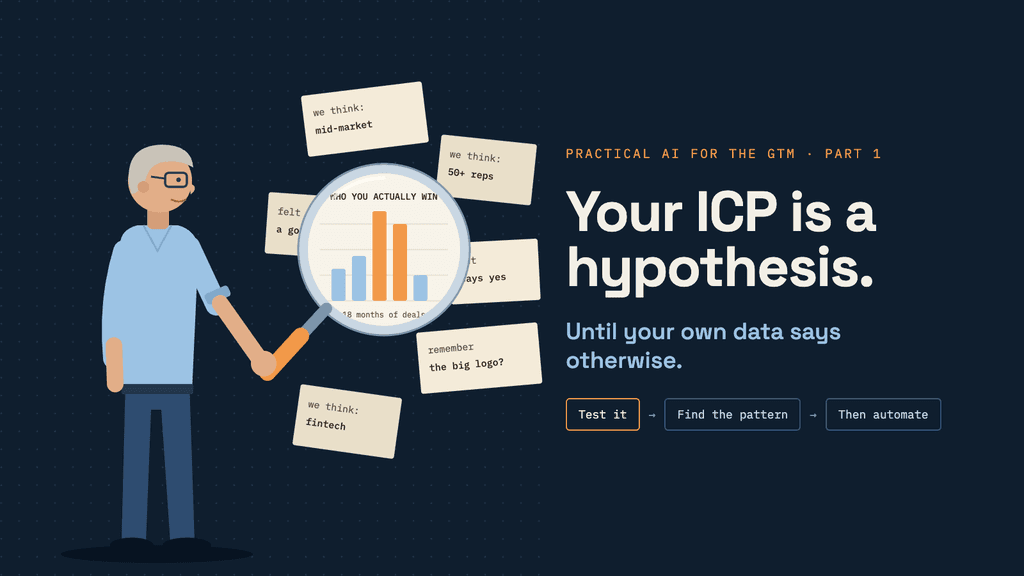 we think:
mid-market
we think:
50+ reps
felt
a go
WHO YOU ACTUALLY WIN
18 months of deals
ays yes
remember
the big logo?
we think:
fintech
PRACTICAL AI FOR THE GTM · PART 1
Your ICP is a
hypothesis.
Until your own data says
otherwise.
Test it → Find the pattern → Then automate